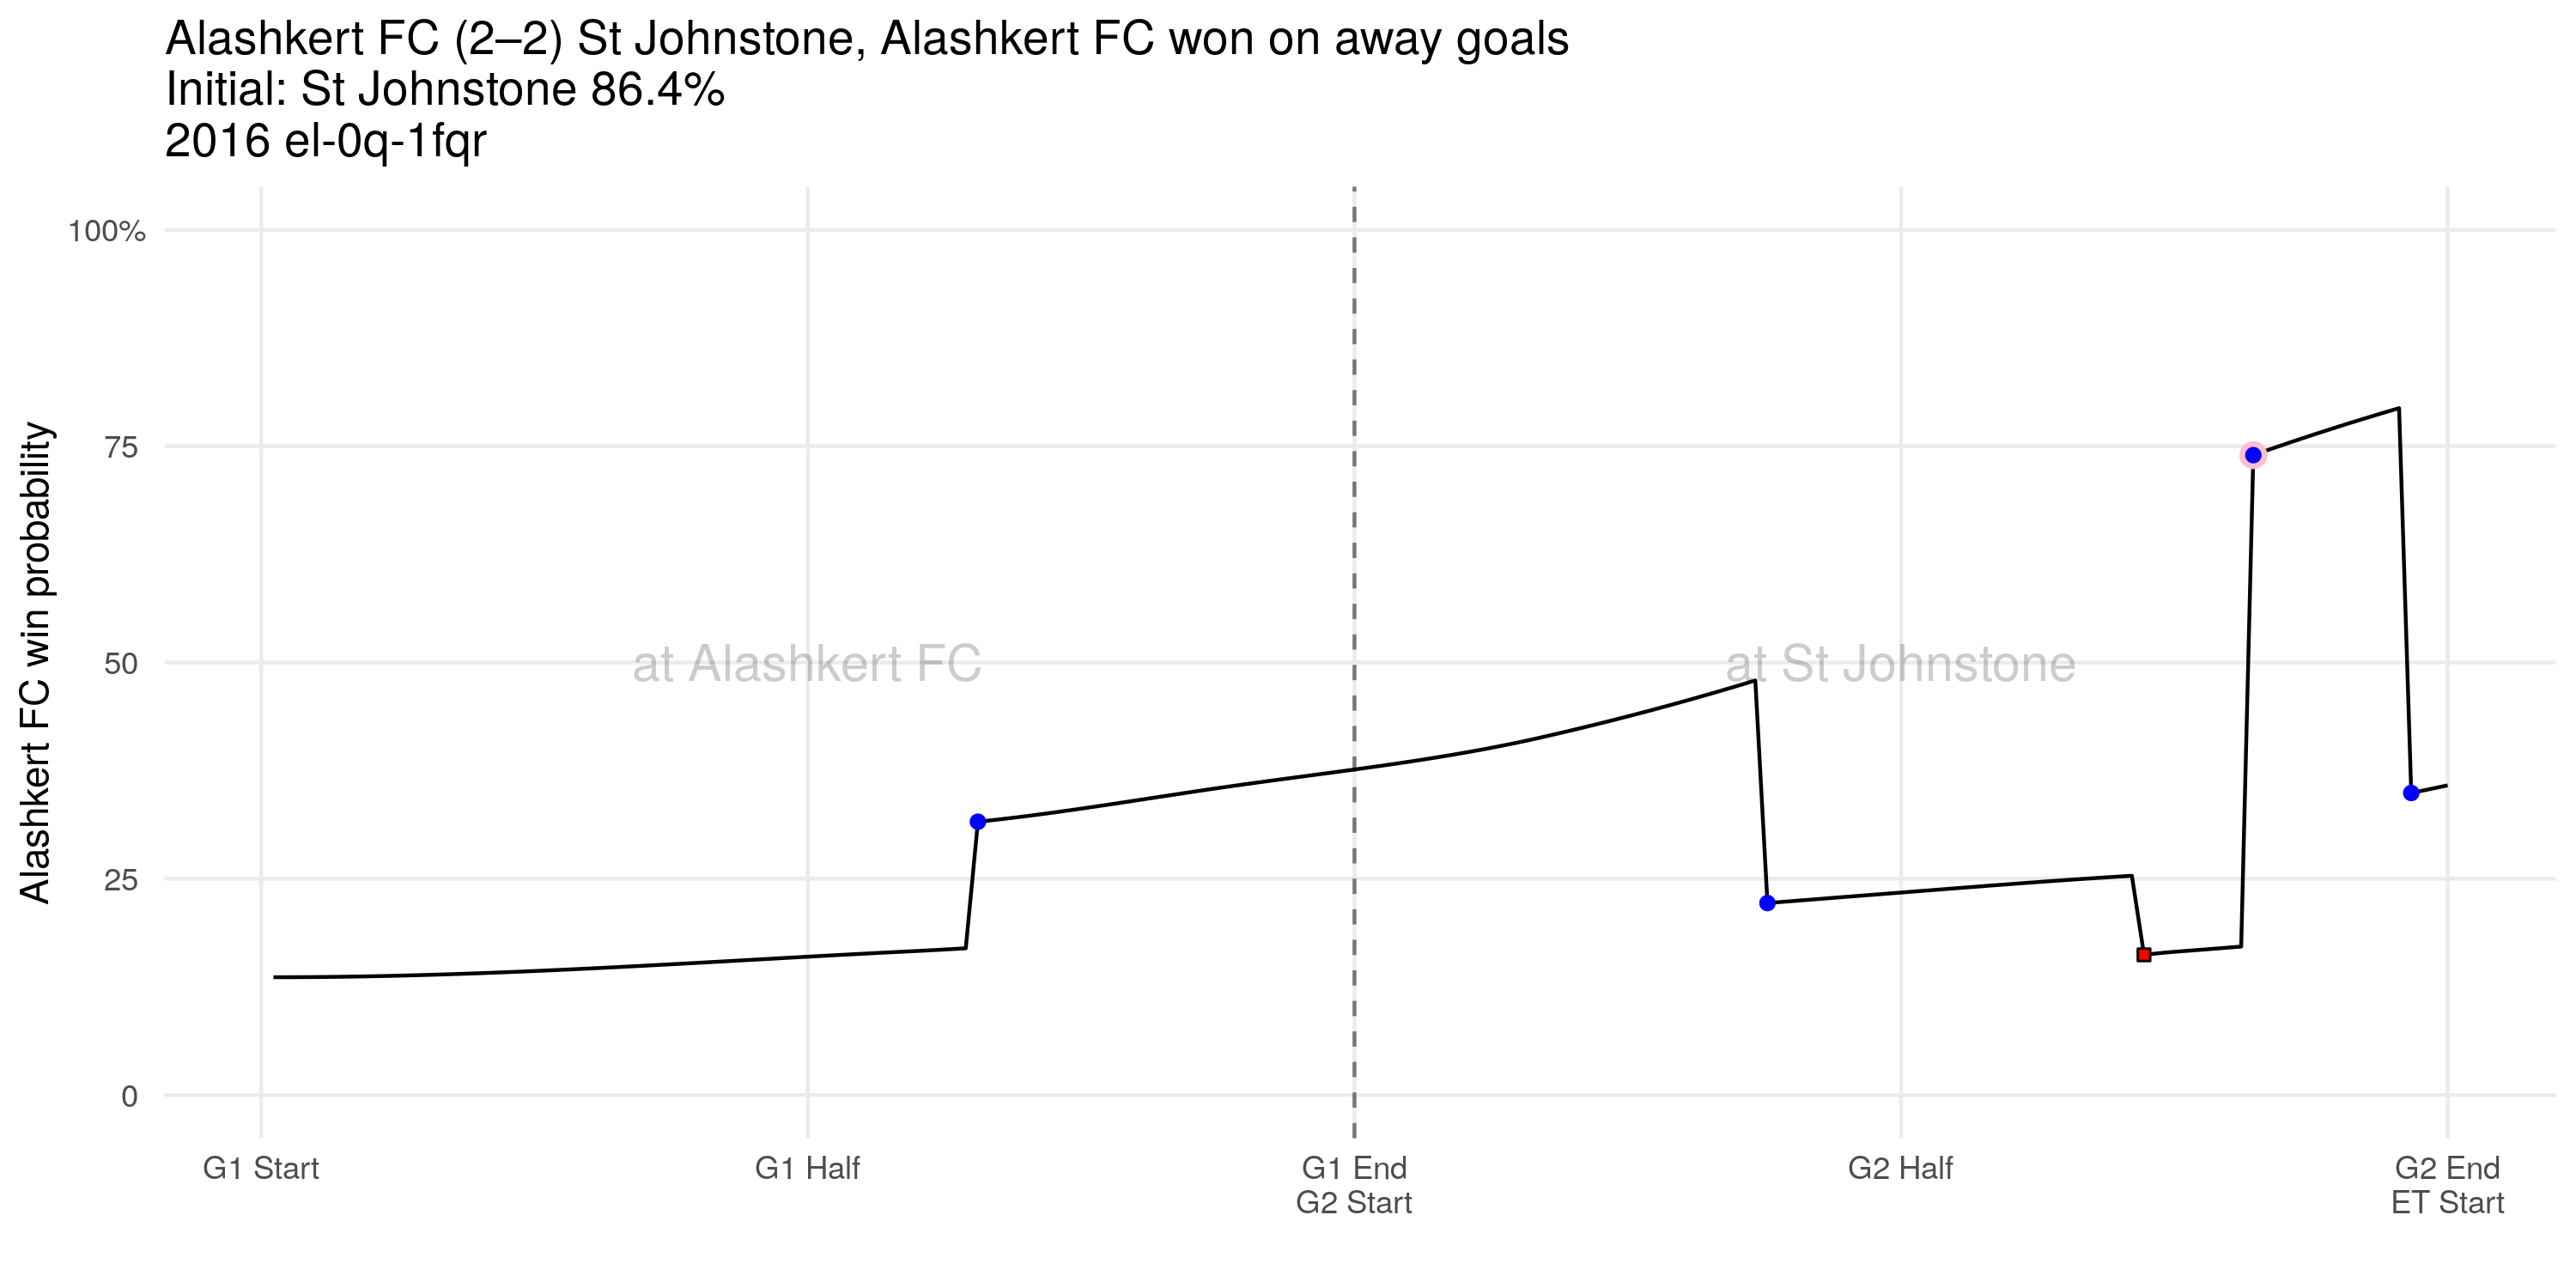 Alashkert FC (2–2) St Johnstone, Alashkert FC won on away goals
Initial: St Johnstone 86.4%
2016 el-0q-1fqr
Alashkert FC win probability
100%
75
50
25
0
at Alashkert FC
at St Johnstone
G1 Start
G1 Half
G1 End
G2 Start
G2 Half
G2 End
ET Start